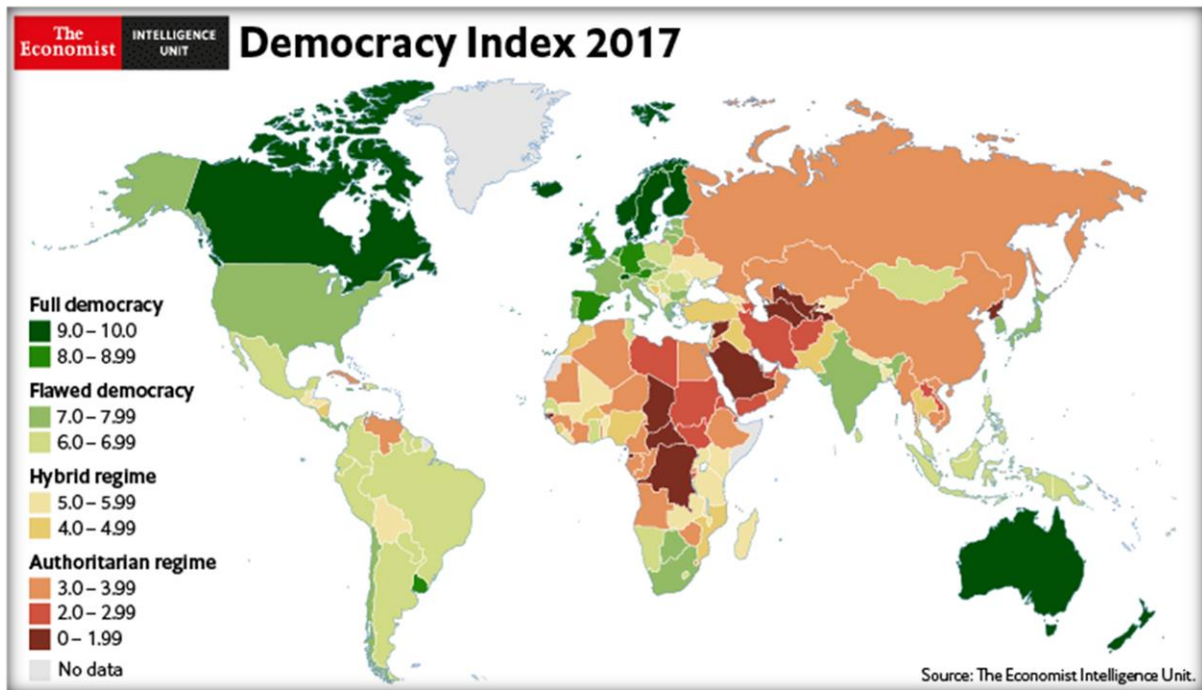 The
Economist
INTELLIGENCE
UNIT
Democracy Index 2017
Full democracy
9.0 – 10.0
8.0 – 8.99
Flawed democracy
7.0 – 7.99
6.0 – 6.99
Hybrid regime
5.0 – 5.99
4.0 – 4.99
Authoritarian regime
3.0 – 3.99
2.0 – 2.99
0 – 1.99
No data
Source: The Economist Intelligence Unit.